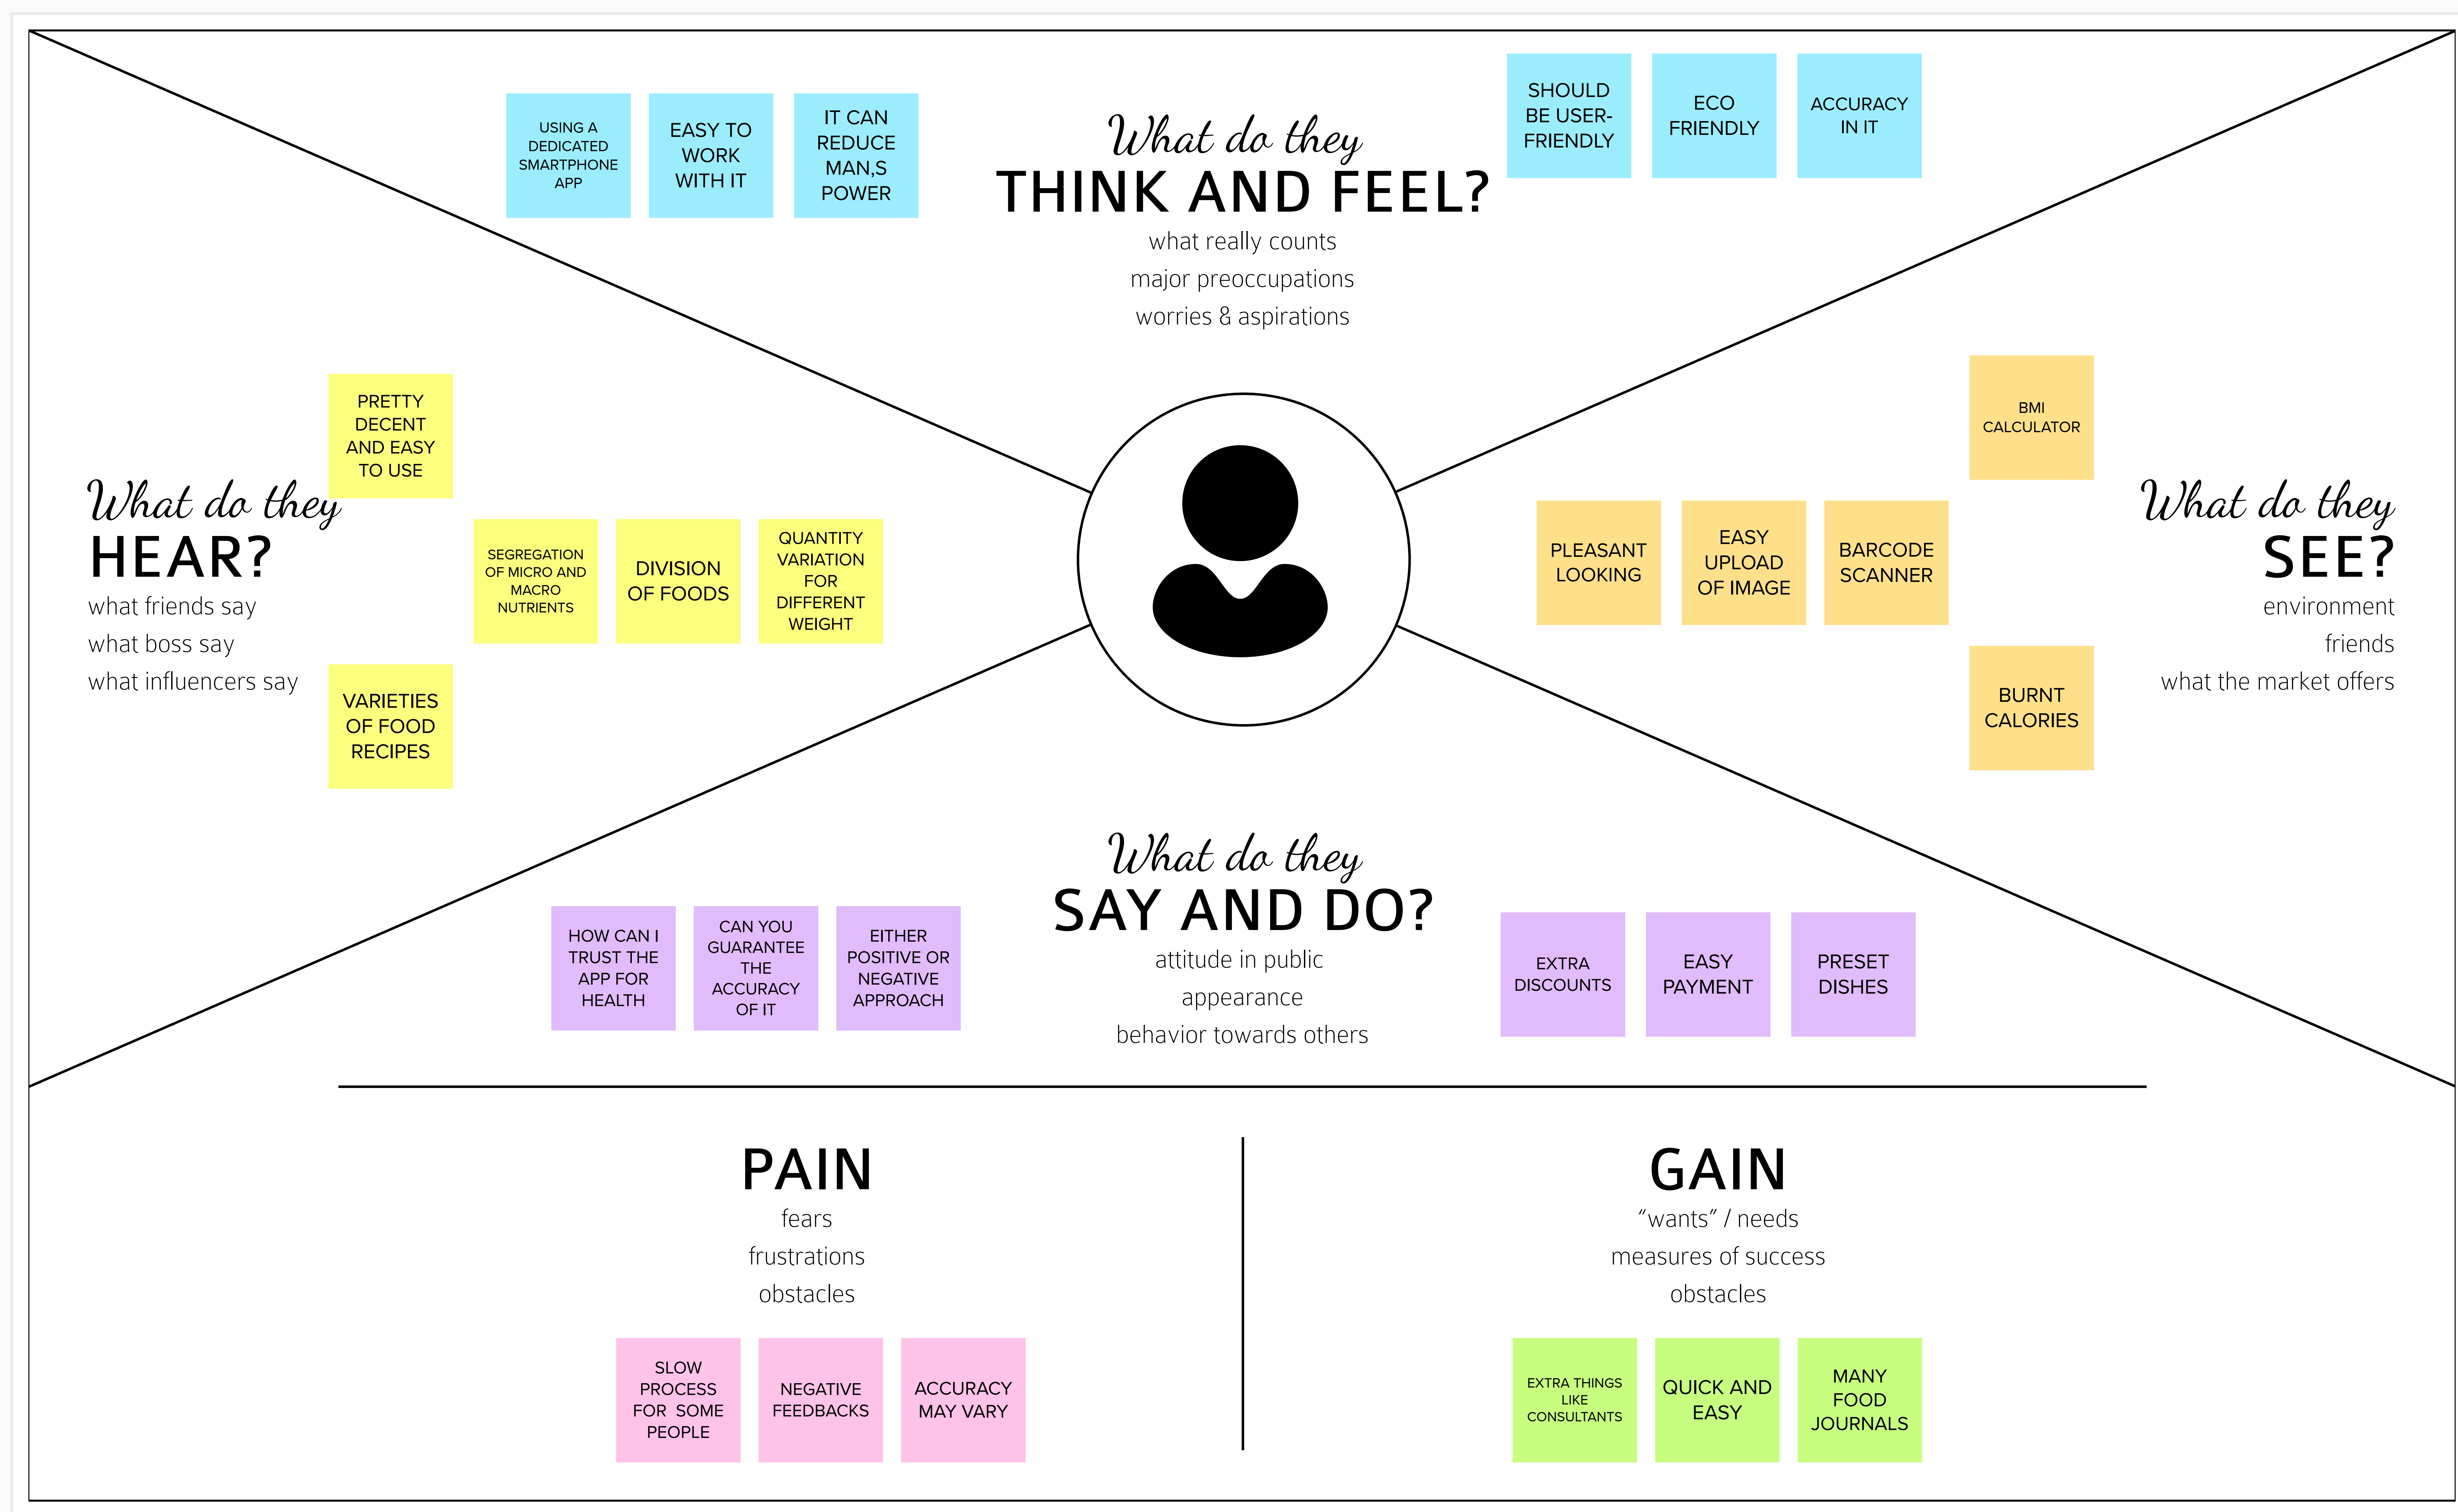 USING A
DEDICATED
SMARTPHONE
APP
EASY TO
WORK
WITH IT
IT CAN
REDUCE
MAN,S
POWER
What do they
THINK AND FEEL?
what really counts
major preoccupations
worries & aspirations
SHOULD
BE USER-
FRIENDLY
ECO
FRIENDLY
ACCURACY
IN IT
What do they
HEAR?
what friends say
what boss say
what influencers say
PRETTY
DECENT
AND EASY
TO USE
SEGREGATION
OF MICRO AND
MACRO
NUTRIENTS
DIVISION
OF FOODS
QUANTITY
VARIATION
FOR
DIFFERENT
WEIGHT
VARIETIES
OF FOOD
RECIPES
BMI
CALCULATOR
PLEASANT
LOOKING
EASY
UPLOAD
OF IMAGE
BARCODE
SCANNER
BURNT
CALORIES
What do they
SEE?
environment
friends
what the market offers
HOW CAN I
TRUST THE
APP FOR
HEALTH
CAN YOU
GUARANTEE
THE
ACCURACY
OF IT
EITHER
POSITIVE OR
NEGATIVE
APPROACH
What do they
SAY AND DO?
attitude in public
appearance
behavior towards others
EXTRA
DISCOUNTS
EASY
PAYMENT
PRESET
DISHES
PAIN
fears
frustrations
obstacles
SLOW
PROCESS
FOR SOME
PEOPLE
NEGATIVE
FEEDBACKS
ACCURACY
MAY VARY
GAIN
“wants” / needs
measures of success
obstacles
EXTRA THINGS
LIKE
CONSULTANTS
QUICK AND
EASY
MANY
FOOD
JOURNALS